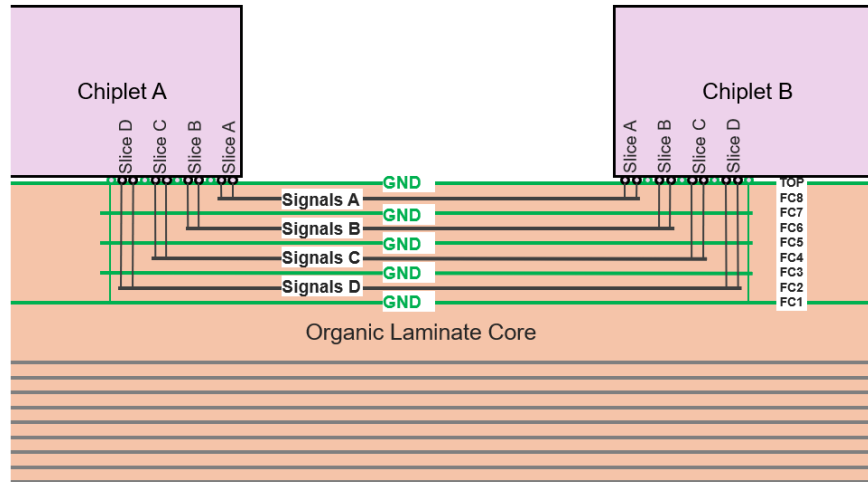 Chiplet A
Chiplet B
Slice D
Slice C
Slice B
Slice A
Slice A
Slice B
Slice C
Slice D
GND
TOP
Signals A
FC8
GND
FC7
Signals B
FC6
GND
FC5
Signals C
FC4
GND
FC3
Signals D
FC2
GND
FC1
Organic Laminate Core